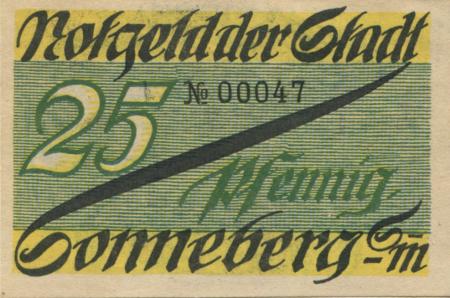 Notgeld der Stadt
25 № 00047
Pfennig.
Sonneberg S-m